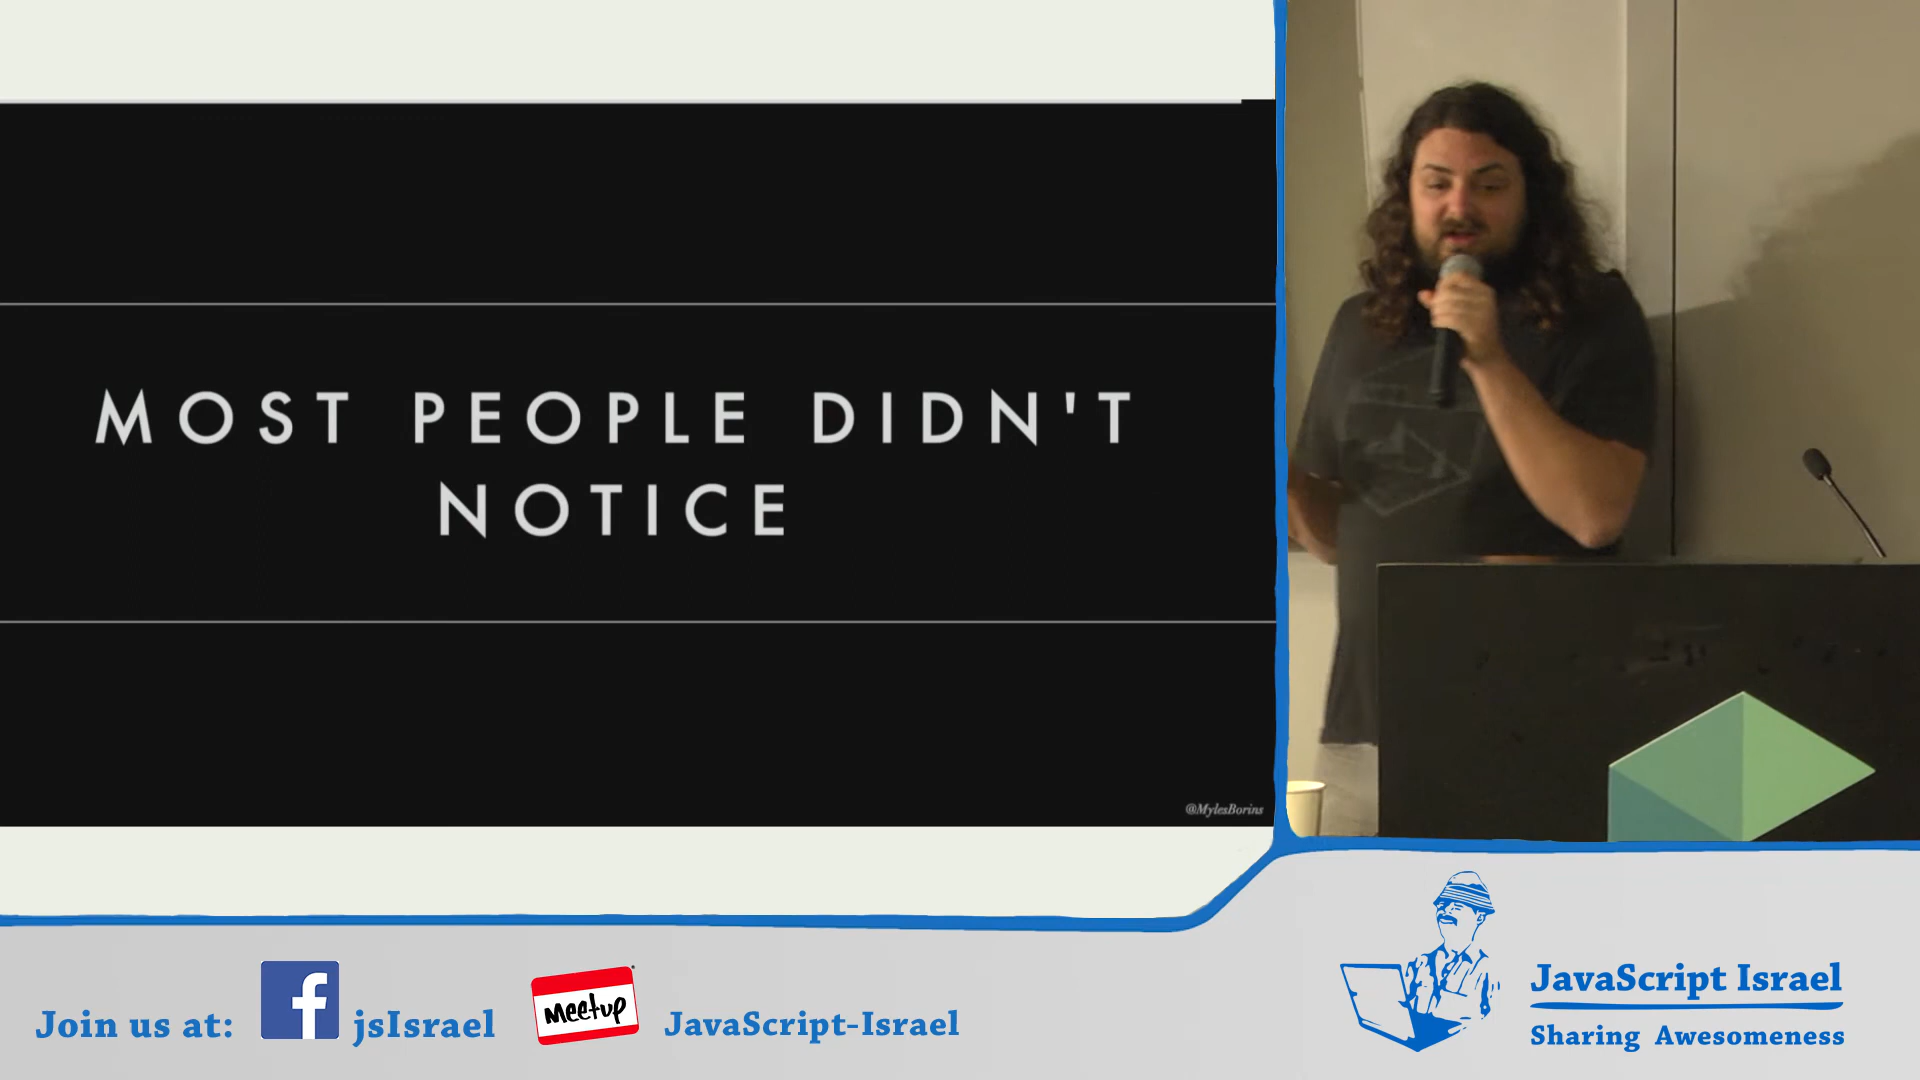 MOST PEOPLE DIDN'T
NOTICE
@MylesBorins
Join us at:
jsIsrael
Meetup
JavaScript-Israel
JavaScript Israel
Sharing Awesomeness